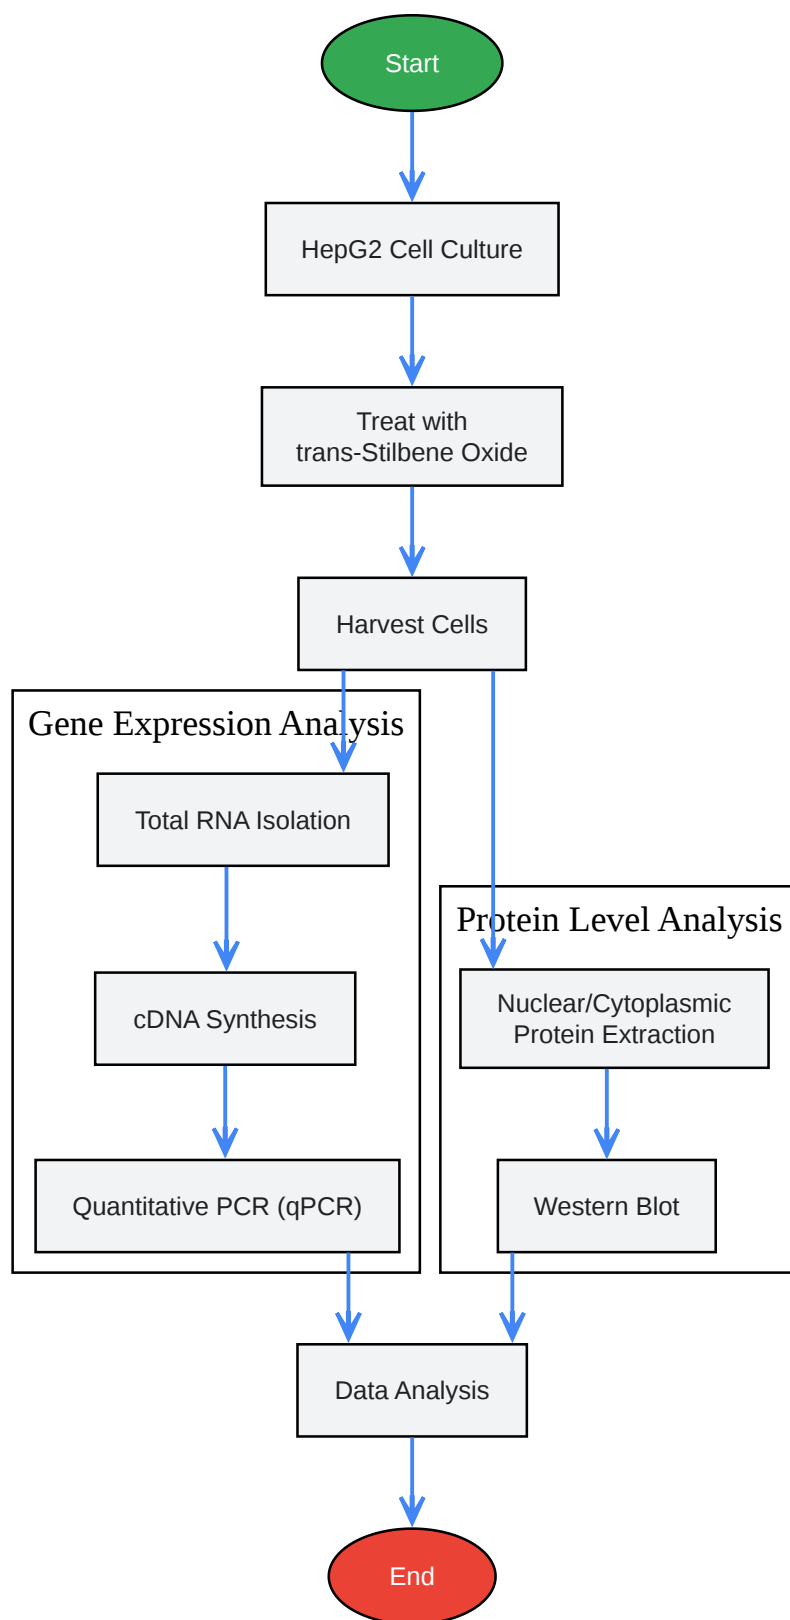 Start
HepG2 Cell Culture
Treat with
trans-Stilbene Oxide
Harvest Cells
Gene Expression Analysis
Total RNA Isolation
cDNA Synthesis
Quantitative PCR (qPCR)
Protein Level Analysis
Nuclear/Cytoplasmic
Protein Extraction
Western Blot
Data Analysis
End